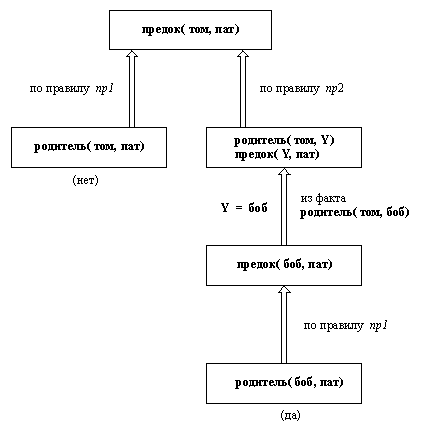 предок( том, пат)
по правилу пр1
по правилу пр2
родитель( том, пат)
(нет)
родитель( том, Y)
предок( Y, пат)
Y = боб
из факта
родитель( том, боб)
предок( боб, пат)
по правилу пр1
родитель( боб, пат)
(да)